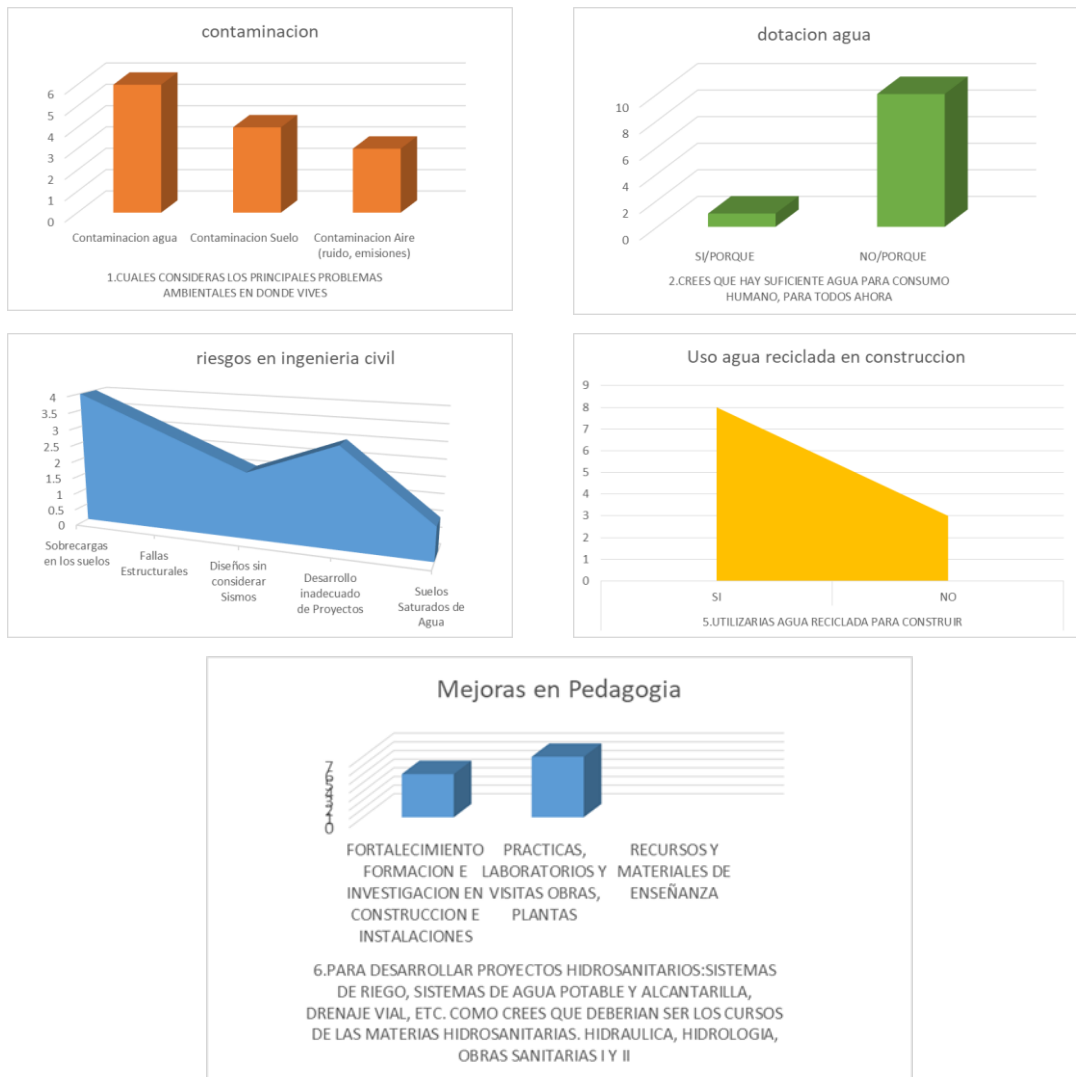 contaminacion
6
5
4
3
2
1
0
Contaminacion agua
Contaminacion Suelo
Contaminacion Aire
(ruido, emisiones)
1.CUALES CONSIDERAS LOS PRINCIPALES PROBLEMAS
AMBIENTALES EN DONDE VIVES
dotacion agua
10
8
6
4
2
0
SI/PORQUE
NO/PORQUE
2.CREES QUE HAY SUFICIENTE AGUA PARA CONSUMO
HUMANO, PARA TODOS AHORA
riesgos en ingenieria civil
4
3.5
3
2.5
2
1.5
1
0.5
0
Sobrecargas
en los suelos
Fallas
Estructurales
Diseños sin
considerar
Sismos
Desarrollo
inadecuado
de Proyectos
Suelos
Saturados de
Agua
Uso agua reciclada en construccion
9
8
7
6
5
4
3
2
1
0
SI
NO
5.UTILIZARIAS AGUA RECICLADA PARA CONSTRUIR
Mejoras en Pedagogia
7
6
5
4
3
2
1
0
FORTALECIMIENTO
FORMACION E
INVESTIGACION EN
CONSTRUCCION E
INSTALACIONES
PRACTICAS,
LABORATORIOS Y
VISITAS OBRAS,
PLANTAS
RECURSOS Y
MATERIALES DE
ENSEÑANZA
6.PARA DESARROLLAR PROYECTOS HIDROSANITARIOS:SISTEMAS
DE RIEGO, SISTEMAS DE AGUA POTABLE Y ALCANTARILLA,
DRENAJE VIAL, ETC. COMO CREES QUE DEBERIAN SER LOS CURSOS
DE LAS MATERIAS HIDROSANITARIAS. HIDRAULICA, HIDROLOGIA,
OBRAS SANITARIAS I Y II